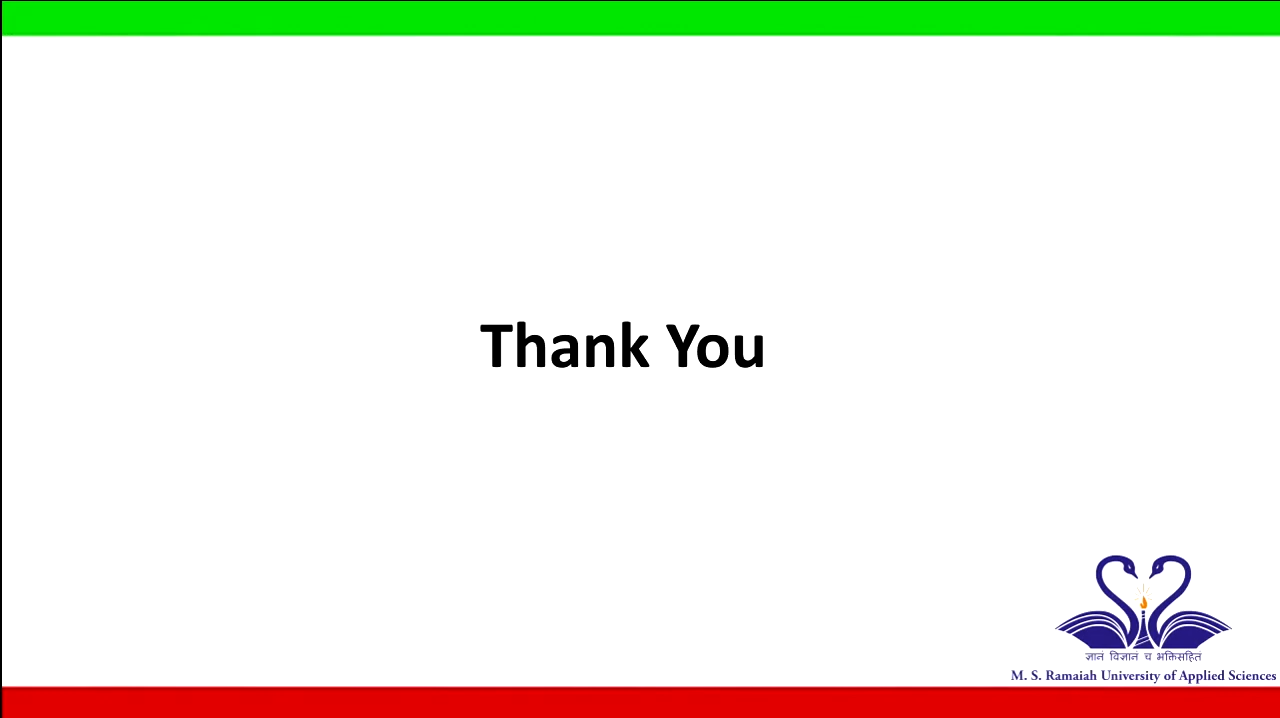 Thank You
ज्ञानं विज्ञानं च भक्तिसहितं
M. S. Ramaiah University of Applied Sciences